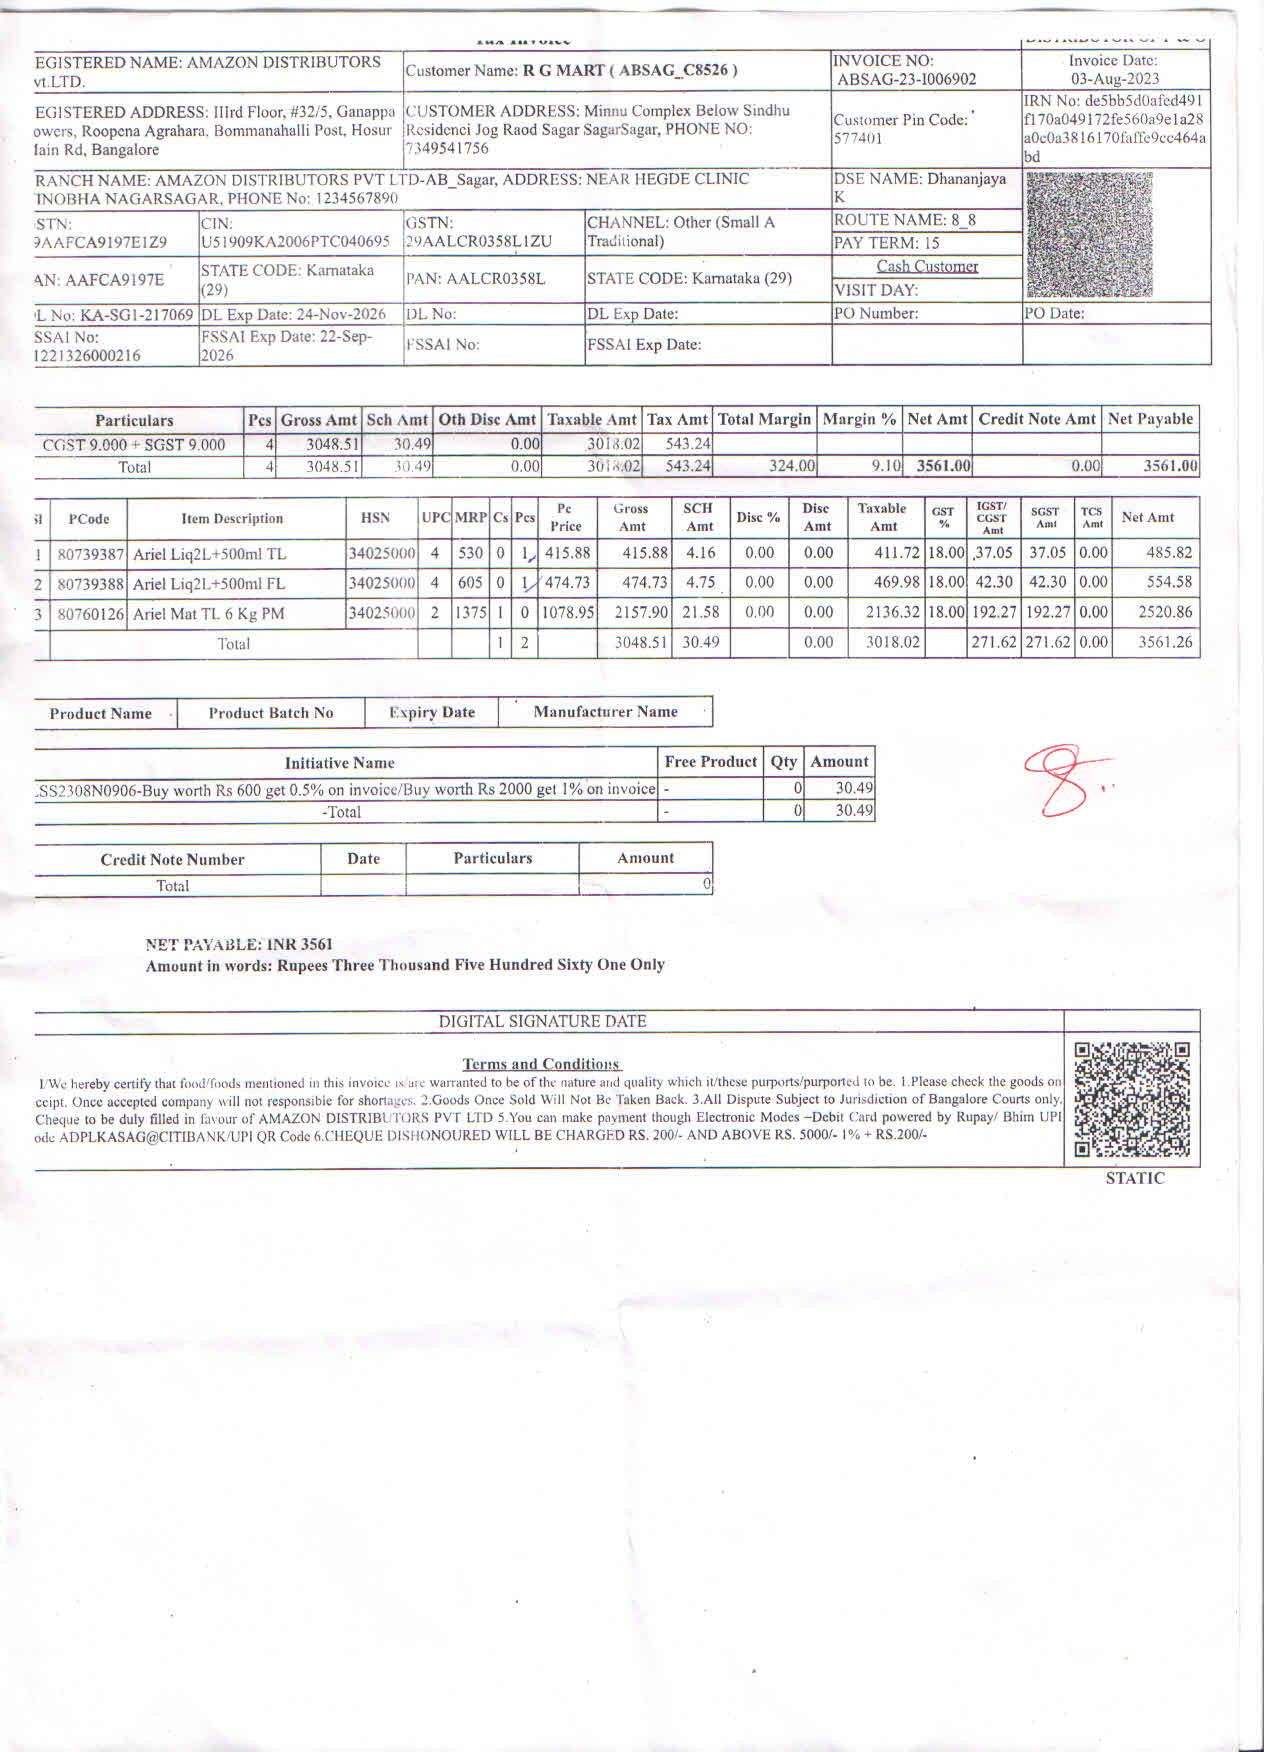 Tax Invoice
EGISTERED NAME: AMAZON DISTRIBUTORS
vt.LTD.
Customer Name: R G MART ( ABSAG_C8526 )
INVOICE NO:
ABSAG-23-I006902
Invoice Date:
03-Aug-2023
EGISTERED ADDRESS: IIIrd Floor, #32/5, Ganappa
owers, Roopena Agrahara, Bommanahalli Post, Hosur
Iain Rd, Bangalore
CUSTOMER ADDRESS: Minnu Complex Below Sindhu
Residenci Jog Raod Sagar SagarSagar, PHONE NO:
7349541756
Customer Pin Code:
577401
IRN No: de5bb5d0afed491
f170a049172fe560a9e1a28
a0c0a3816170faffe9cc464a
bd
RANCH NAME: AMAZON DISTRIBUTORS PVT LTD-AB_Sagar, ADDRESS: NEAR HEGDE CLINIC
INOBHA NAGARSAGAR, PHONE No: 1234567890
DSE NAME: Dhananjaya
K
STN:
9AAFCA9197E1Z9
CIN:
U51909KA2006PTC040695
GSTN:
29AALCR0358L1ZU
CHANNEL: Other (Small A
Traditional)
ROUTE NAME: 8_8
PAY TERM: 15
AN: AAFCA9197E
STATE CODE: Karnataka
(29)
PAN: AALCR0358L
STATE CODE: Karnataka (29)
Cash Customer
VISIT DAY:
L No: KA-SG1-217069
DL Exp Date: 24-Nov-2026
DL No:
DL Exp Date:
PO Number:
PO Date:
SSAI No:
1221326000216
FSSAI Exp Date: 22-Sep-
2026
FSSAI No:
FSSAI Exp Date:
Particulars Pcs Gross Amt Sch Amt Oth Disc Amt Taxable Amt Tax Amt Total Margin Margin % Net Amt Credit Note Amt Net Payable
CGST 9.000 + SGST 9.000 4 3048.51 30.49 0.00 3018.02 543.24
Total 4 3048.51 30.49 0.00 3018.02 543.24 324.00 9.10 3561.00 0.00 3561.00
sl PCode Item Description HSN UPC MRP Cs Pcs Pc Price Gross Amt SCH Amt Disc % Disc Amt Taxable Amt GST % IGST/ CGST Amt SGST Amt TCS Amt Net Amt
1 80739387 Ariel Liq2L+500ml TL 34025000 4 530 0 1 415.88 415.88 4.16 0.00 0.00 411.72 18.00 37.05 37.05 0.00 485.82
2 80739388 Ariel Liq2L+500ml FL 34025000 4 605 0 1 474.73 474.73 4.75 0.00 0.00 469.98 18.00 42.30 42.30 0.00 554.58
3 80760126 Ariel Mat TL 6 Kg PM 34025000 2 1375 1 0 1078.95 2157.90 21.58 0.00 0.00 2136.32 18.00 192.27 192.27 0.00 2520.86
Total 1 2 3048.51 30.49 0.00 3018.02 271.62 271.62 0.00 3561.26
Product Name Product Batch No Expiry Date Manufacturer Name
Initiative Name Free Product Qty Amount
SS2308N0906-Buy worth Rs 600 get 0.5% on invoice/Buy worth Rs 2000 get 1% on invoice - 0 30.49
-Total - 0 30.49
Credit Note Number Date Particulars Amount
Total 0
NET PAYABLE: INR 3561
Amount in words: Rupees Three Thousand Five Hundred Sixty One Only
DIGITAL SIGNATURE DATE
Terms and Conditions
I/We hereby certify that food/foods mentioned in this invoice is are warranted to be of the nature and quality which it/these purports/purported to be. 1.Please check the goods on
ceipt. Once accepted company will not responsible for shortages. 2.Goods Once Sold Will Not Be Taken Back. 3.All Dispute Subject to Jurisdiction of Bangalore Courts only.
Cheque to be duly filled in favour of AMAZON DISTRIBUTORS PVT LTD 5.You can make payment though Electronic Modes –Debit Card powered by Rupay/ Bhim UPI
ode ADPLKASAG@CITIBANK/UPI QR Code 6.CHEQUE DISHONOURED WILL BE CHARGED RS. 200/- AND ABOVE RS. 5000/- 1% + RS.200/-
STATIC